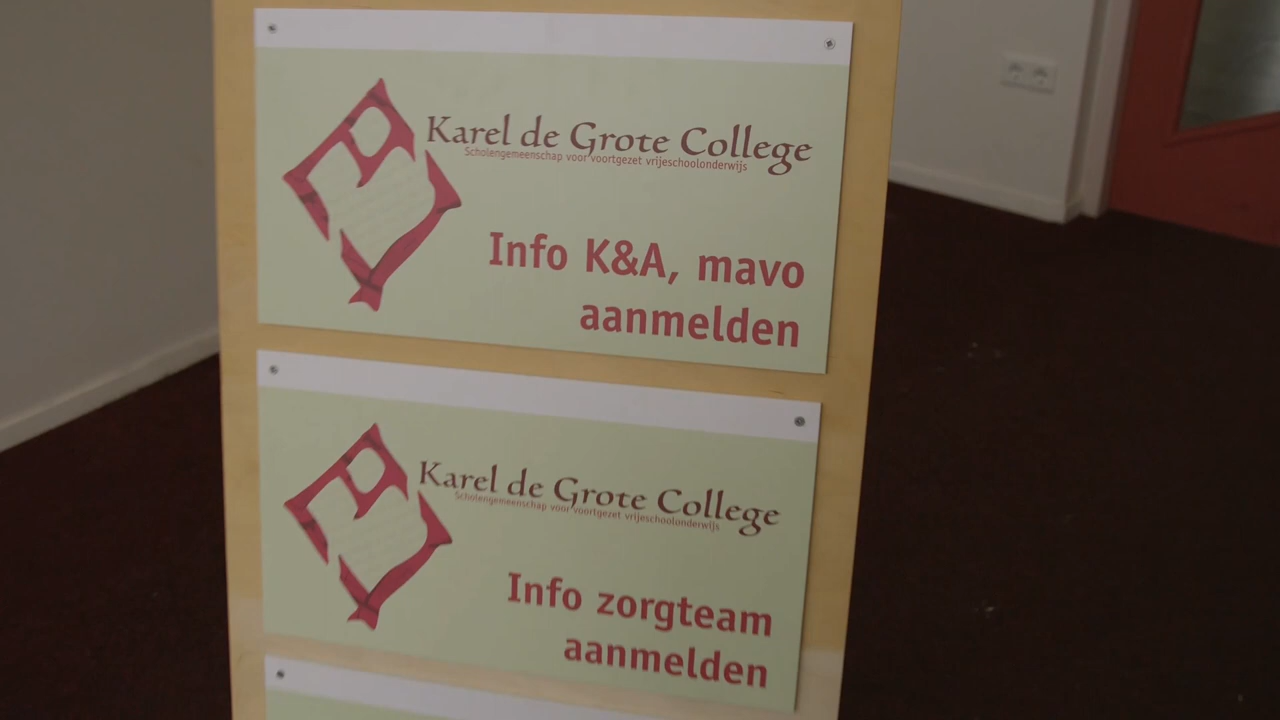 Karel de Grote College
Scholengemeenschap voor voortgezet vrijeschoolonderwijs
Info K&A, mavo
aanmelden
Karel de Grote College
Scholengemeenschap voor voortgezet vrijeschoolonderwijs
Info zorgteam
aanmelden